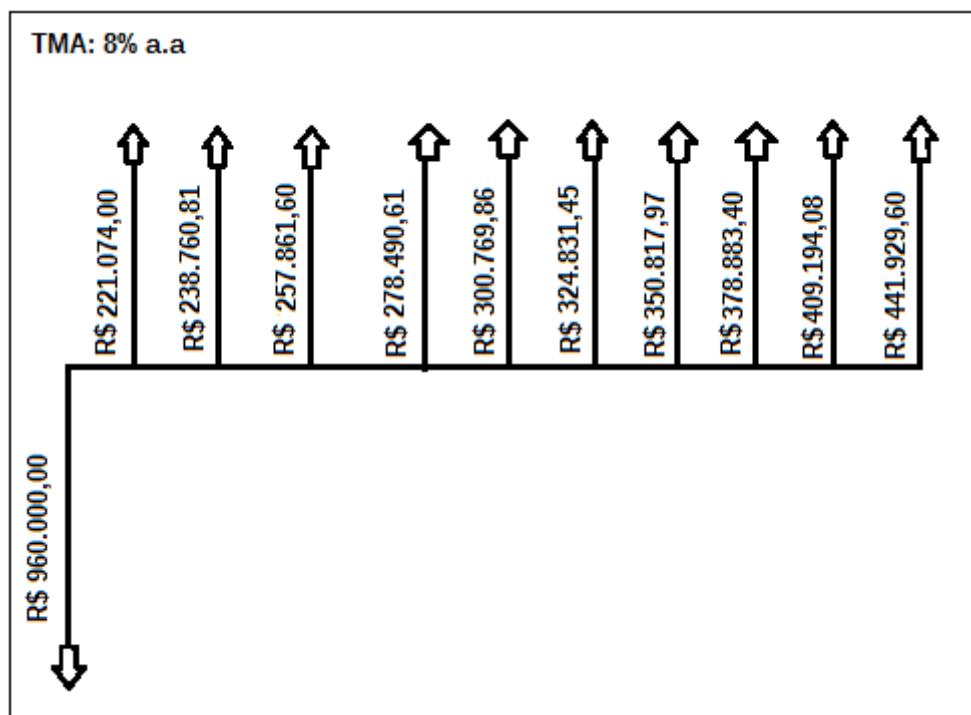 TMA: 8% a.a
R$ 221.074,00
R$ 238.760,81
R$ 257.861,60
R$ 278.490,61
R$ 300.769,86
R$ 324.831,45
R$ 350.817,97
R$ 378.883,40
R$ 409.194,08
R$ 441.929,60
R$ 960.000,00